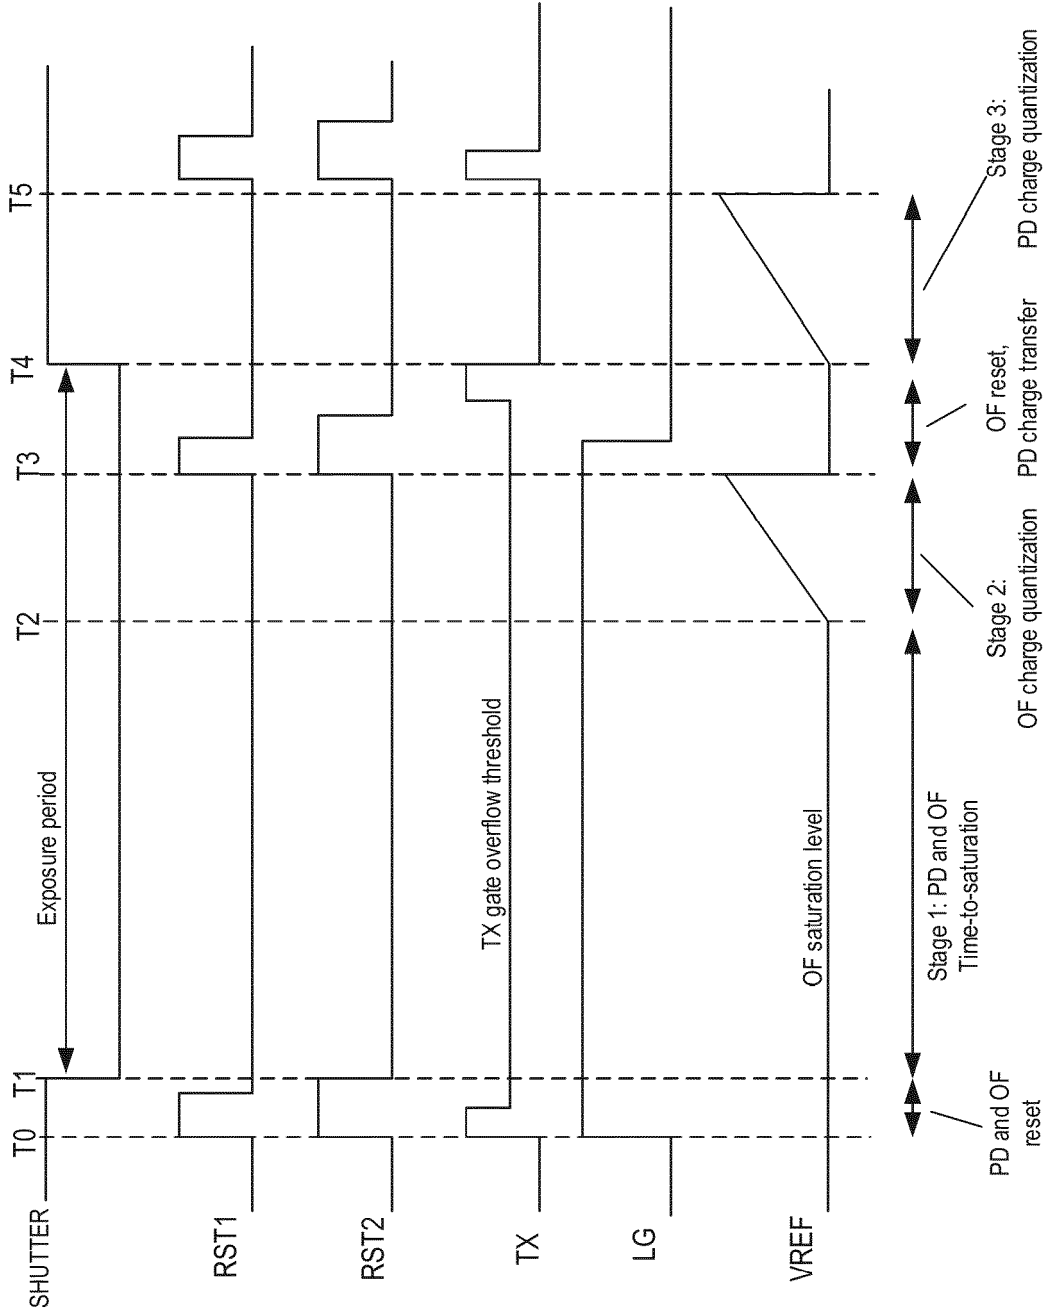 T0
T1
T2
T3
T4
T5
SHUTTER
Exposure period
RST1
RST2
TX
TX gate overflow threshold
LG
VREF
OF saturation level
PD and OF
reset
Stage 1: PD and OF
Time-to-saturation
Stage 2:
OF charge quantization
OF reset,
PD charge transfer
Stage 3:
PD charge quantization